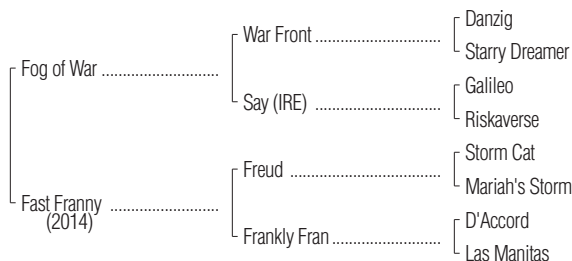 Fog of War
Fast Franny
(2014)
War Front
Say (IRE)
Freud
Frankly Fran
Danzig
Starry Dreamer
Galileo
Riskaverse
Storm Cat
Mariah's Storm
D'Accord
Las Manitas